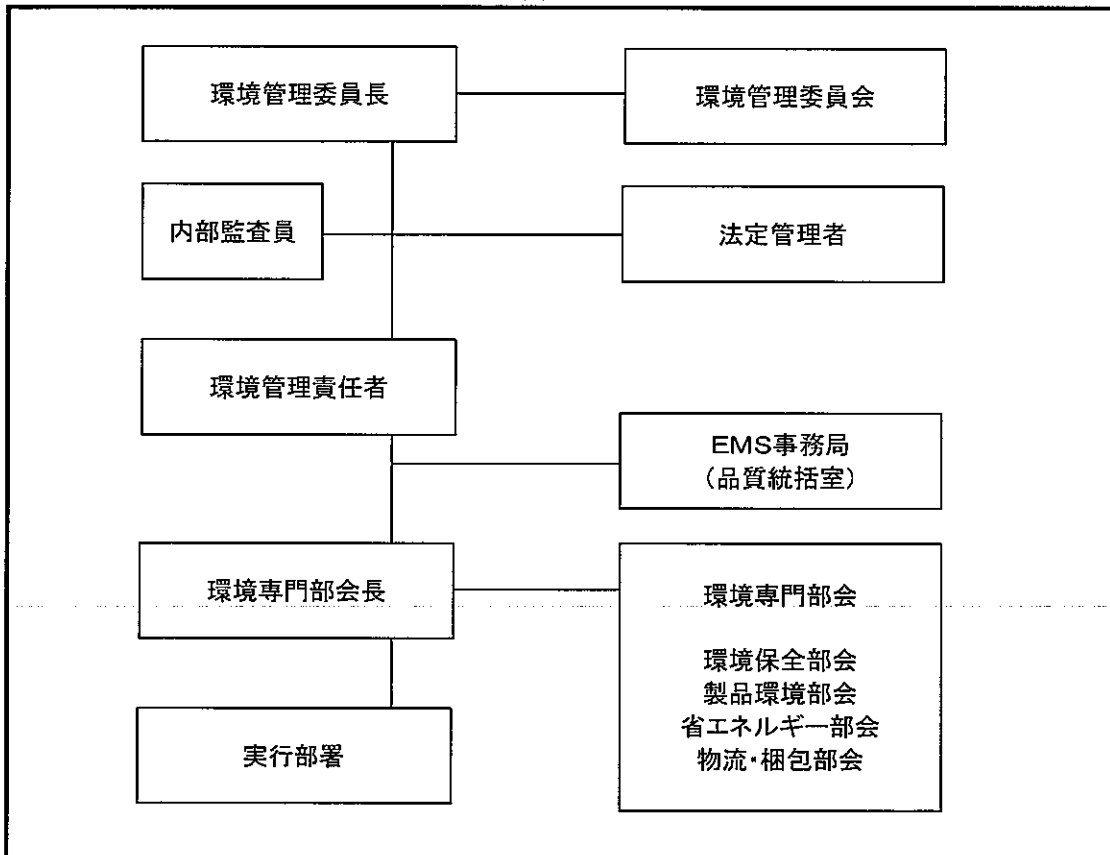 環境管理委員長
環境管理委員会
内部監査員
法定管理者
環境管理責任者
EMS事務局
（品質統括室）
環境専門部会長
環境専門部会
環境保全部会
製品環境部会
省エネルギー部会
物流・梱包部会
実行部署